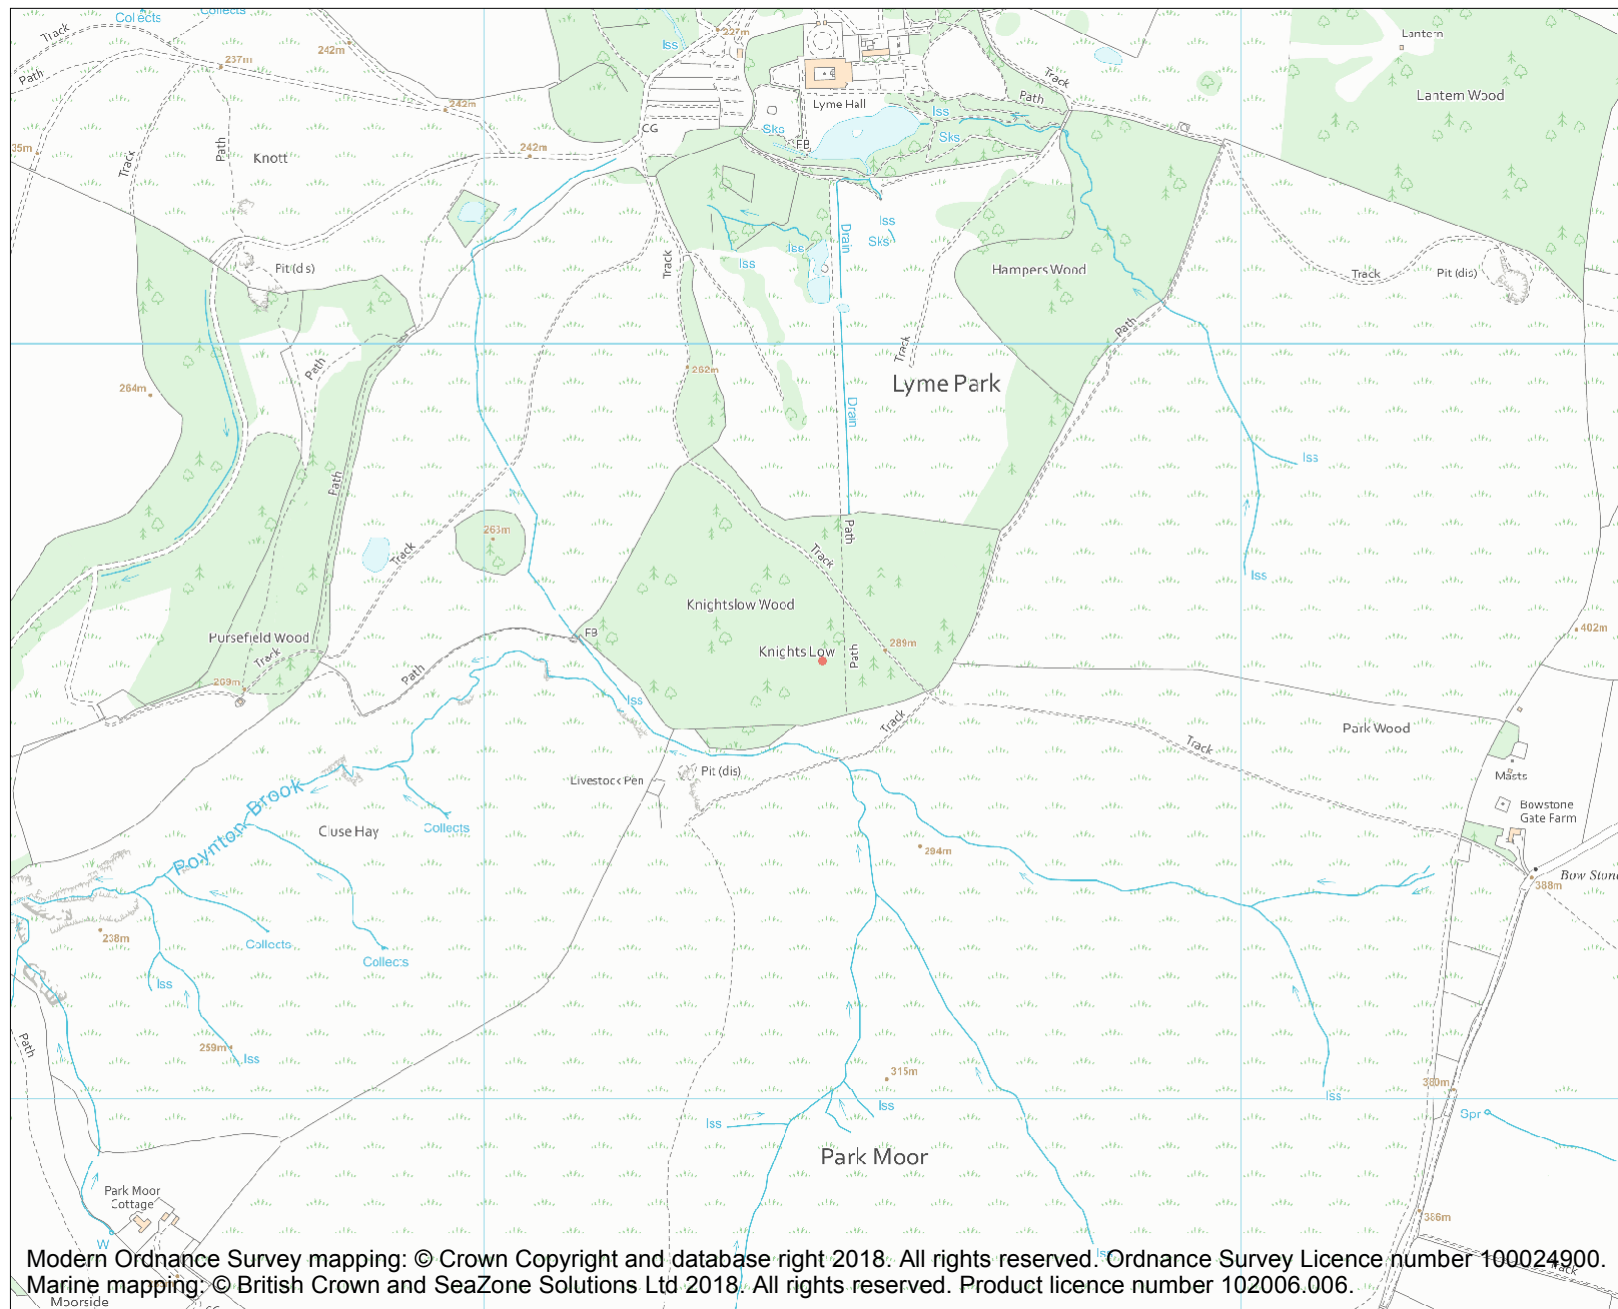 Collects
Collects
Track
Path
237m
242m
Iss
227m
Track
Lantern
Lantern Wood
242m
Lyme Hall
Path
CG
Sks
FB
Iss
Sks
35m
Track
Path
Knott
242m
Pit (dis)
Track
Iss
Iss
Drain
Iss
Sks
Hampers Wood
Track
Pit (dis)
Path
Track
264m
Path
262m
Lyme Park
Drain
Path
Iss
263m
Track
Path
Track
Iss
Knightslow Wood
FB
Pursefield Wood
Track
Knights Low
Path
289m
402m
269m
Path
Iss
Track
Park Wood
Track
Pit (dis)
Livestock Pen
Masts
Bowstone
Gate Farm
Poynton Brook
Cluse Hay
Collects
294m
Bow Stone
388m
238m
Collects
Collects
Iss
259m
Iss
Path
315m
Iss
Iss
Iss
380m
Spr
Park Moor
Park Moor
Cottage
W
386m
Iss
Track
Modern Ordnance Survey mapping: © Crown Copyright and database right 2018. All rights reserved. Ordnance Survey Licence number 100024900.
Marine mapping: © British Crown and SeaZone Solutions Ltd 2018. All rights reserved. Product licence number 102006.006.
Moorside